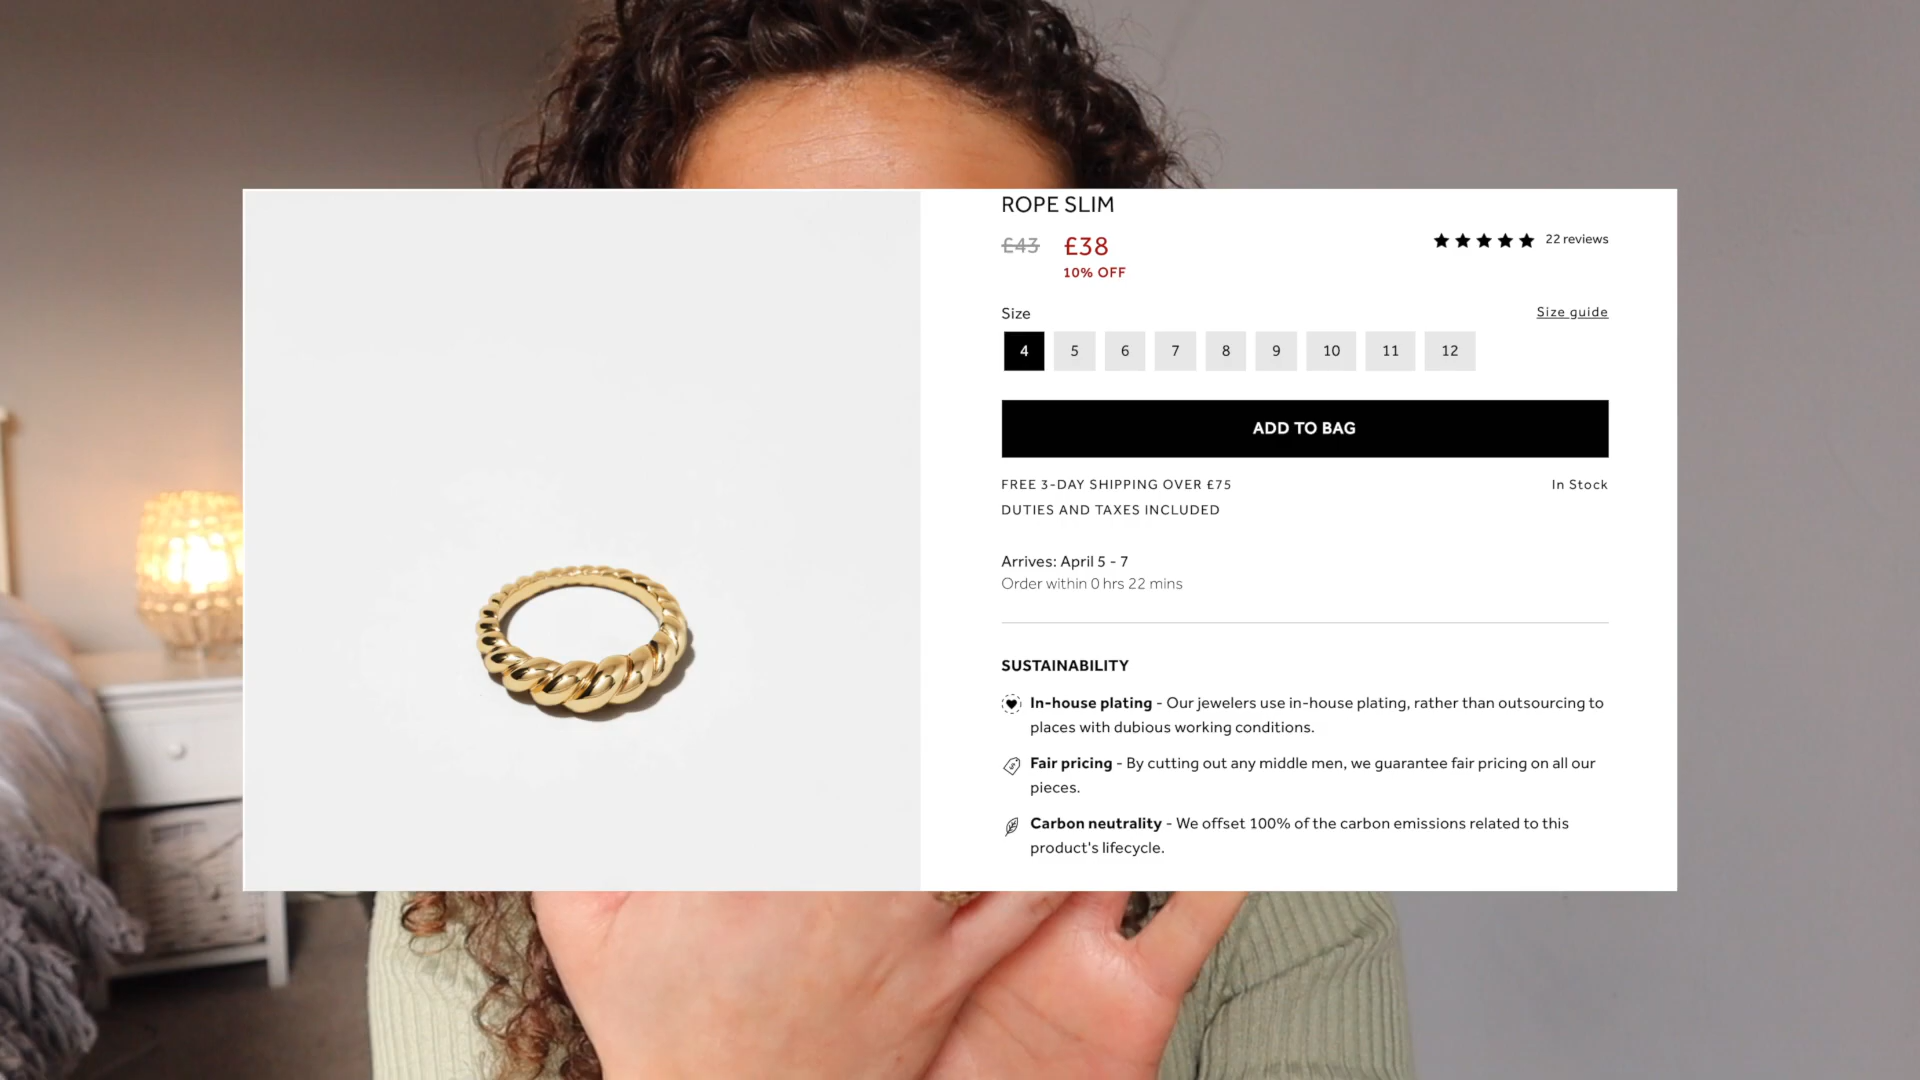 ROPE SLIM
£43 £38
10% OFF
22 reviews
Size
Size guide
4 5 6 7 8 9 10 11 12
ADD TO BAG
FREE 3-DAY SHIPPING OVER £75
In Stock
DUTIES AND TAXES INCLUDED
Arrives: April 5 - 7
Order within 0 hrs 22 mins
SUSTAINABILITY
In-house plating - Our jewelers use in-house plating, rather than outsourcing to
places with dubious working conditions.
Fair pricing - By cutting out any middle men, we guarantee fair pricing on all our
pieces.
Carbon neutrality - We offset 100% of the carbon emissions related to this
product's lifecycle.